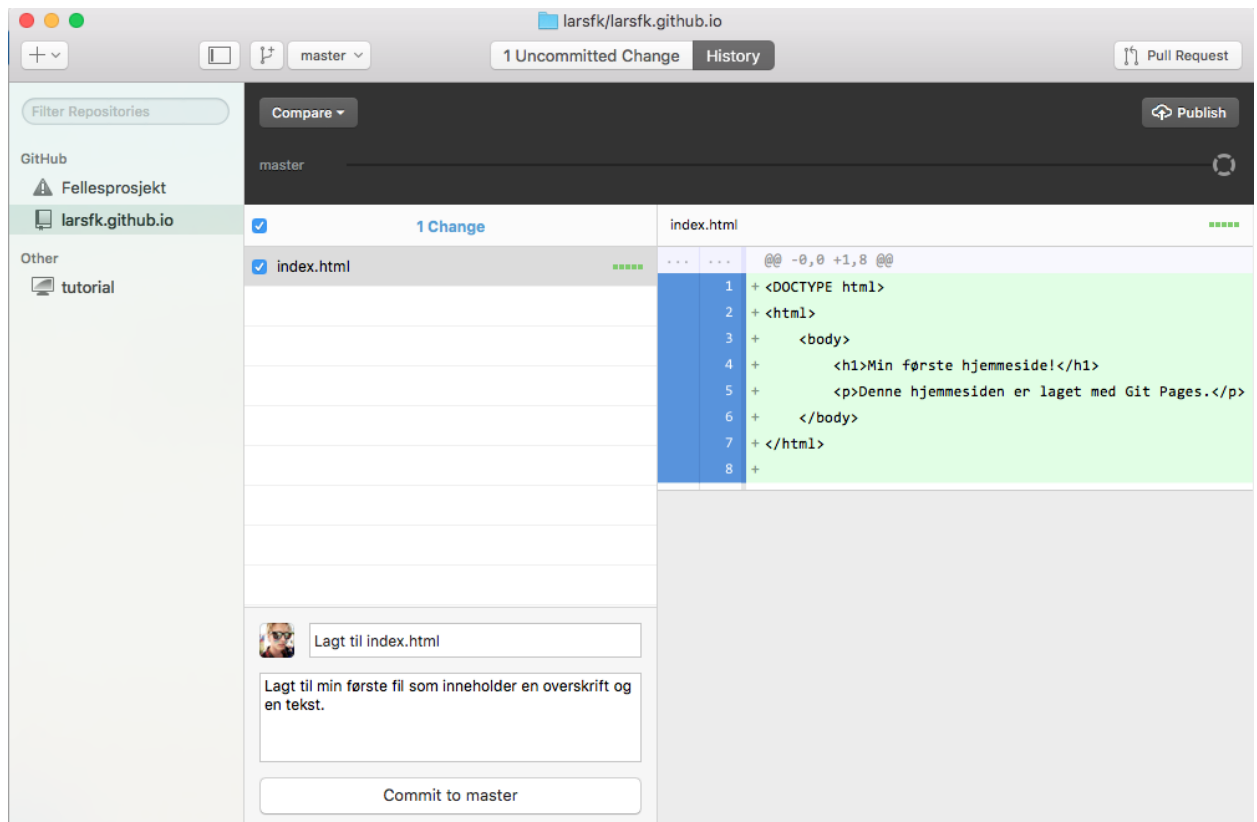 larsfk/larsfk.github.io
master
1 Uncommitted Change
History
Pull Request
Filter Repositories
GitHub
Fellesprosjekt
larsfk.github.io
Other
tutorial
Compare
Publish
master
1 Change
index.html
Lagt til index.html
Lagt til min første fil som inneholder en overskrift og
en tekst.
Commit to master
index.html
... ... @@ -0,0 +1,8 @@
1 + <DOCTYPE html>
2 + <html>
3 +     <body>
4 +         <h1>Min første hjemmeside!</h1>
5 +         <p>Denne hjemmesiden er laget med Git Pages.</p>
6 +     </body>
7 + </html>
8 +